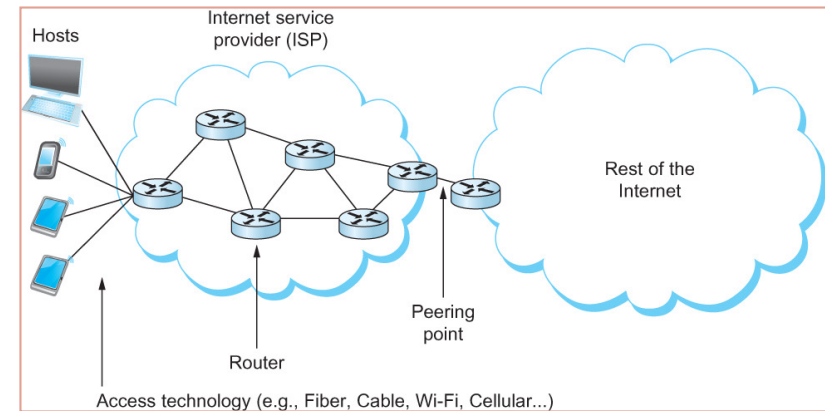 Internet service
provider (ISP)
Hosts
Rest of the
Internet
Peering
point
Router
Access technology (e.g., Fiber, Cable, Wi-Fi, Cellular...)